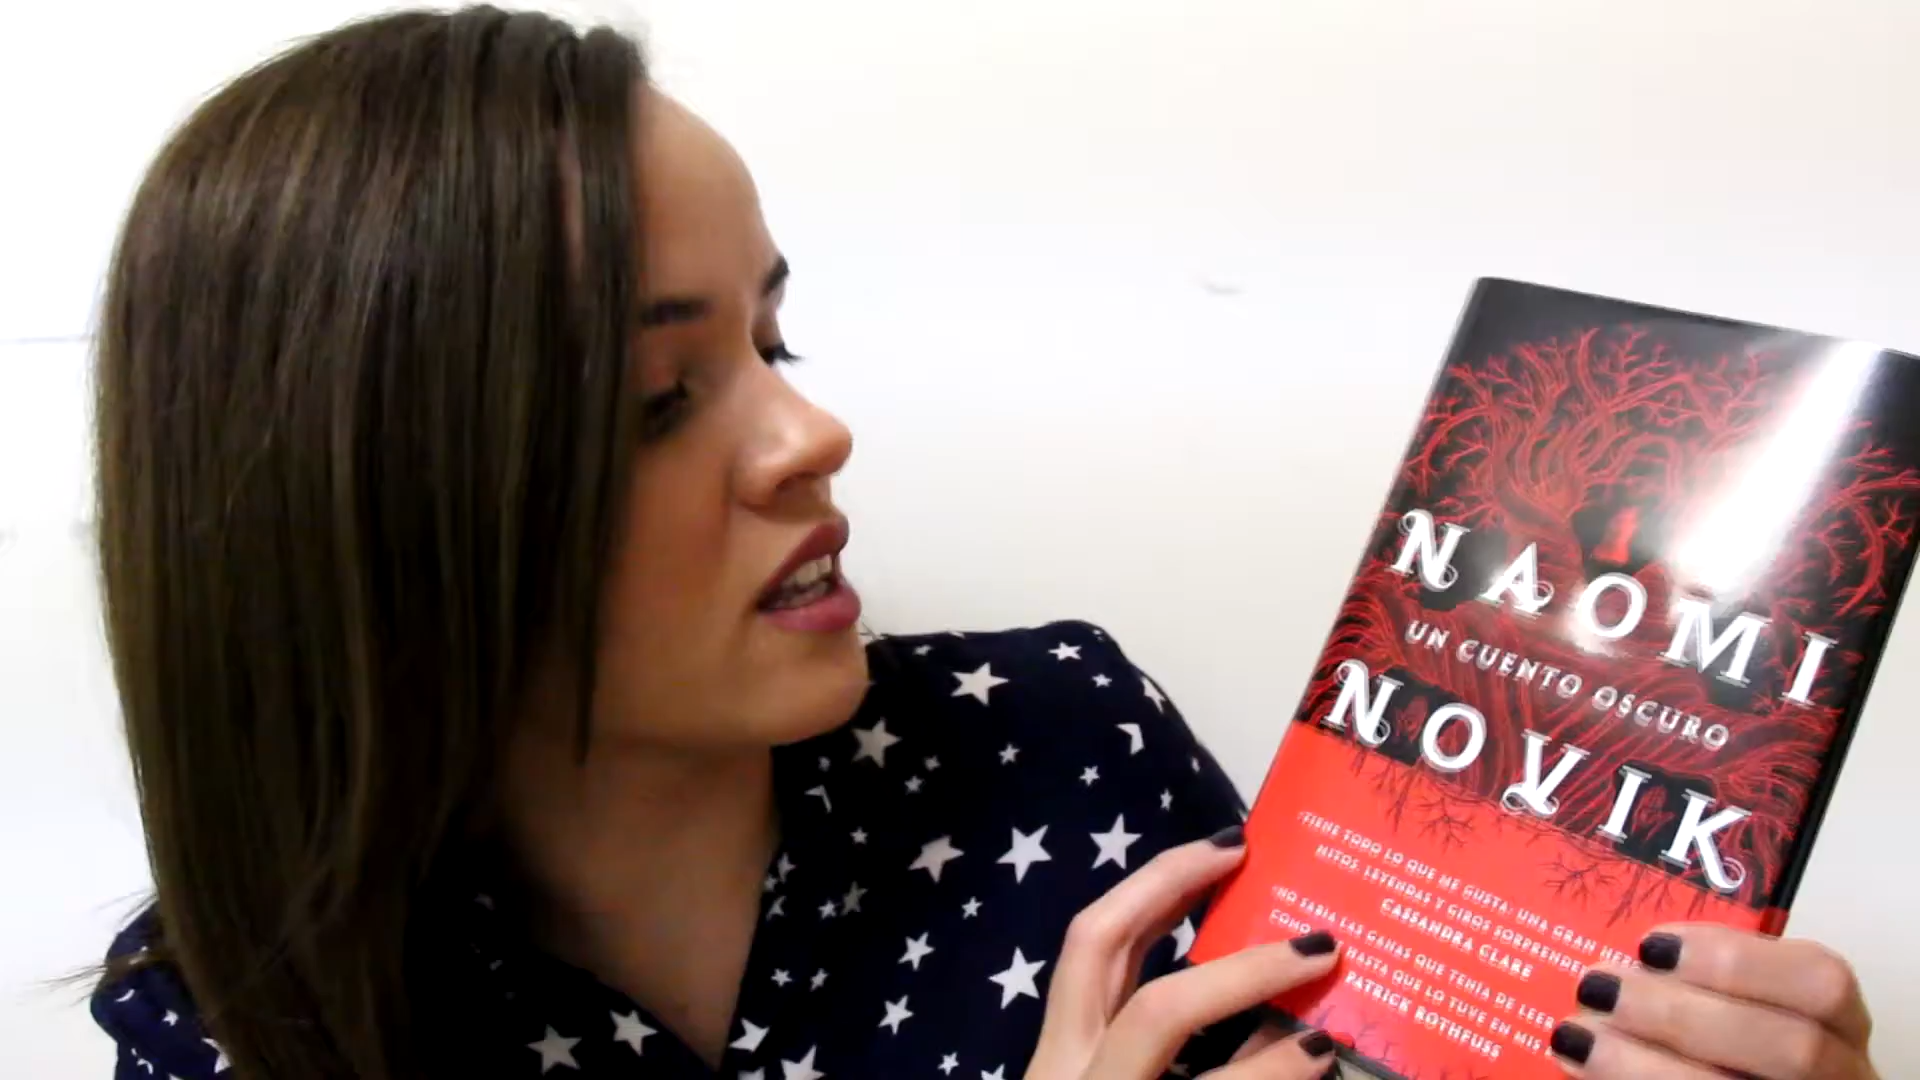 NAOMI
UN CUENTO OSCURO
NOVIK
"TIENE TODO LO QUE ME GUSTA: UNA GRAN
MITOS, LEYENDAS Y GIROS
CASSANDRA CLARE
"NO SABÍA LAS GANAS QUE TENÍA DE LEER
COMO HASTA QUE LO TUVE EN MIS
PATRICK ROTHFUSS